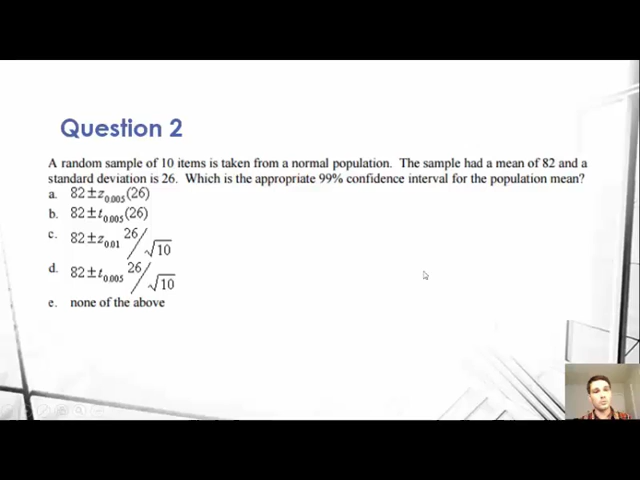 Question 2
A random sample of 10 items is taken from a normal population. The sample had a mean of 82 and a
standard deviation is 26. Which is the appropriate 99% confidence interval for the population mean?
a. 82±z0.005(26)
b. 82±t0.005(26)
c. 82±z0.01 26/√10
d. 82±t0.005 26/√10
e. none of the above